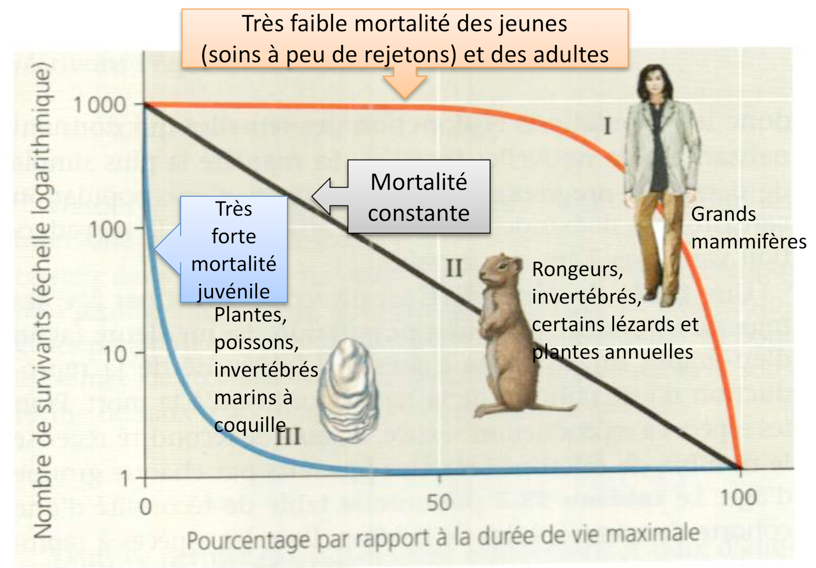 Très faible mortalité des jeunes
(soins à peu de rejetons) et des adultes
Nombre de survivants (échelle logarithmique)
1 000
100
10
1
I
Mortalité
constante
Très
forte
mortalité
juvénile
Grands
mammifères
II
Rongeurs,
invertébrés,
certains lézards et
plantes annuelles
Plantes,
poissons,
invertébrés
marins à
coquille
III
0
50
100
Pourcentage par rapport à la durée de vie maximale